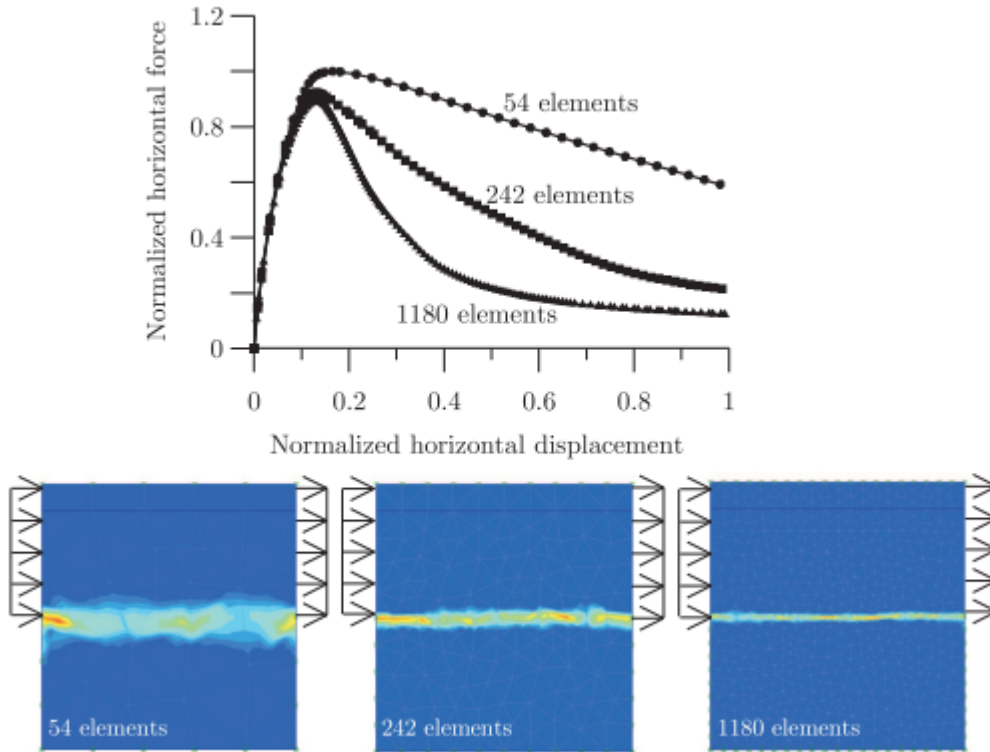 1.2
Normalized horizontal force
0.8
0.4
0
54 elements
242 elements
1180 elements
0 0.2 0.4 0.6 0.8 1
Normalized horizontal displacement
54 elements 242 elements 1180 elements